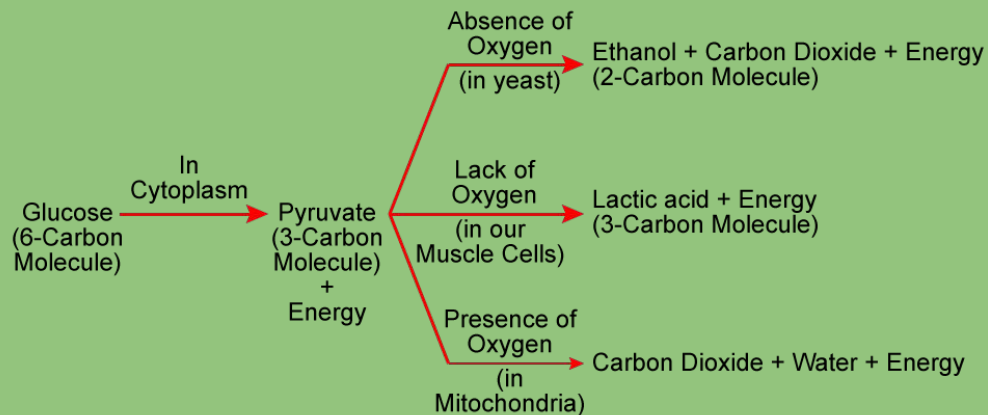 Glucose
(6-Carbon
Molecule)
In
Cytoplasm
Pyruvate
(3-Carbon
Molecule)
+
Energy
Absence of
Oxygen
(in yeast)
Ethanol + Carbon Dioxide + Energy
(2-Carbon Molecule)
Lack of
Oxygen
(in our
Muscle Cells)
Lactic acid + Energy
(3-Carbon Molecule)
Presence of
Oxygen
(in
Mitochondria)
Carbon Dioxide + Water + Energy